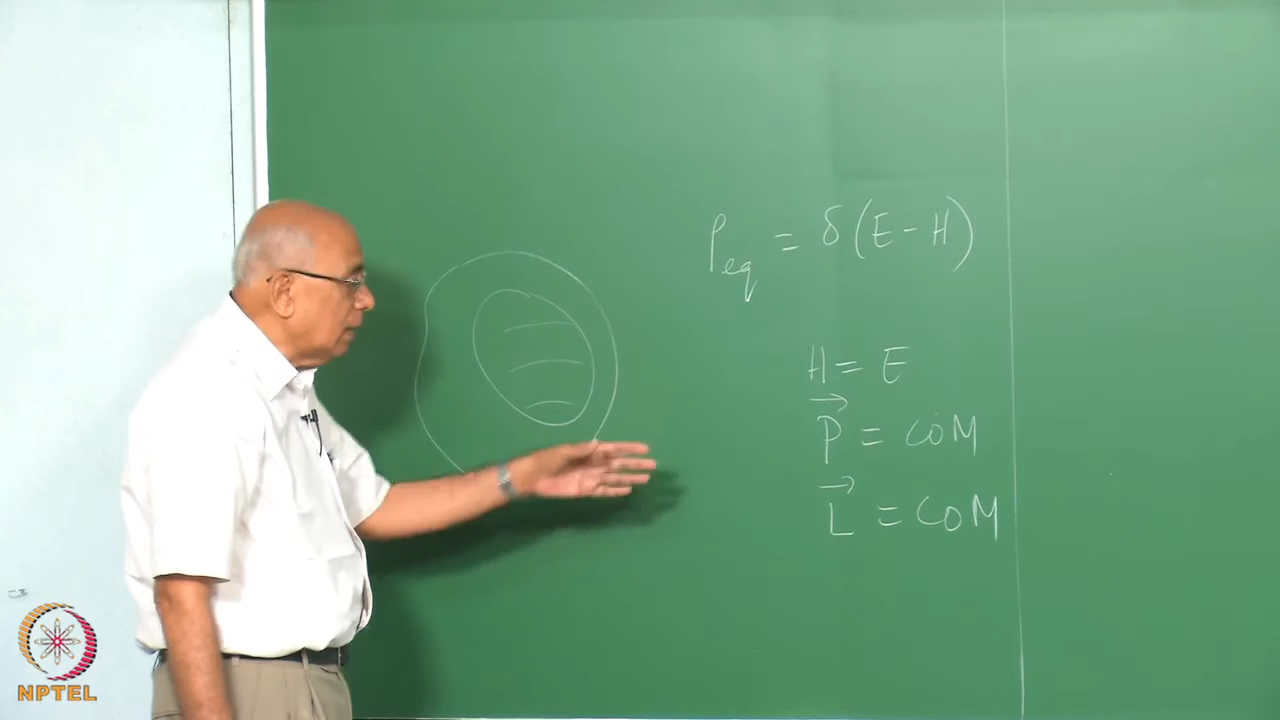 ρ_eq = δ(E - H)
H = E
P⃗ = COM
L⃗ = COM
NPTEL